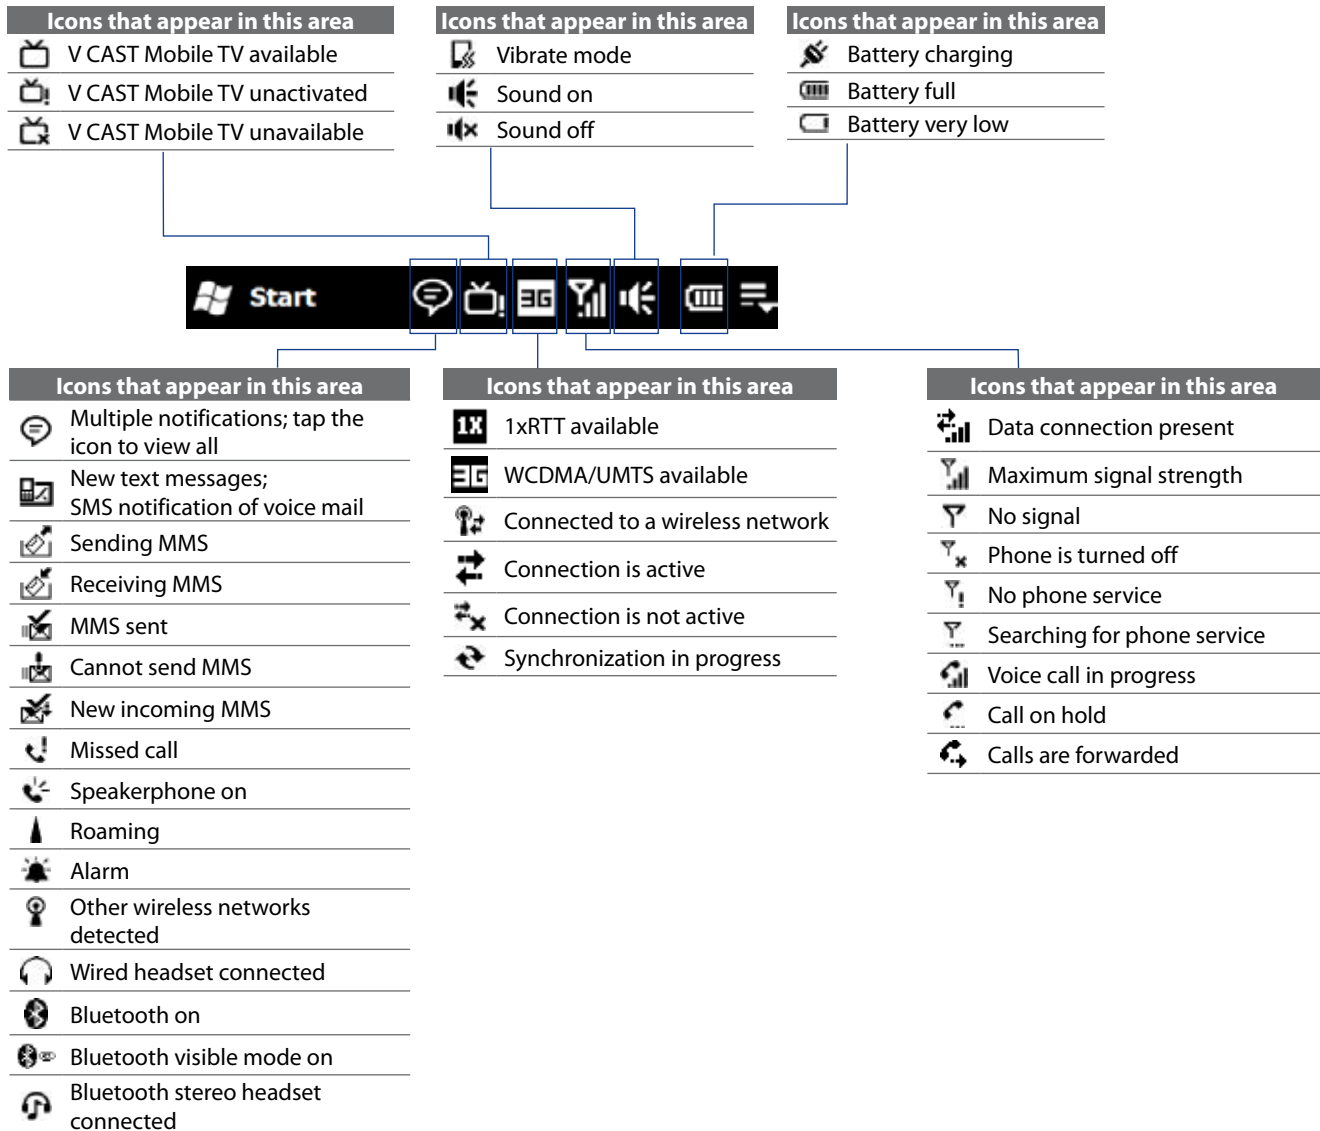 Icons that appear in this area
V CAST Mobile TV available
V CAST Mobile TV unactivated
V CAST Mobile TV unavailable
Icons that appear in this area
Vibrate mode
Sound on
Sound off
Icons that appear in this area
Battery charging
Battery full
Battery very low
Start
3G
Icons that appear in this area
Multiple notifications; tap the
icon to view all
New text messages;
SMS notification of voice mail
Sending MMS
Receiving MMS
MMS sent
Cannot send MMS
New incoming MMS
Missed call
Speakerphone on
Roaming
Alarm
Other wireless networks
detected
Wired headset connected
Bluetooth on
Bluetooth visible mode on
Bluetooth stereo headset
connected
Icons that appear in this area
1X 1xRTT available
3G WCDMA/UMTS available
Connected to a wireless network
Connection is active
Connection is not active
Synchronization in progress
Icons that appear in this area
Data connection present
Maximum signal strength
No signal
Phone is turned off
No phone service
Searching for phone service
Voice call in progress
Call on hold
Calls are forwarded